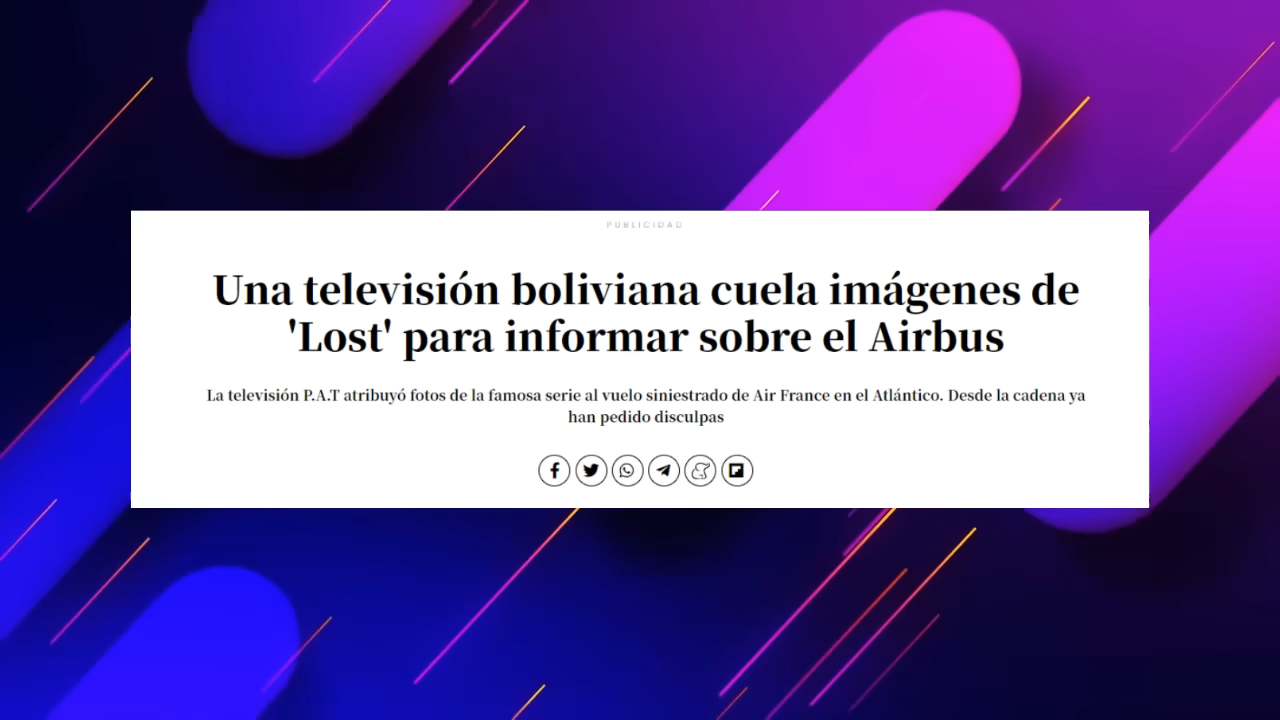 PUBLICIDAD
Una televisión boliviana cuela imágenes de
'Lost' para informar sobre el Airbus
La televisión P.A.T atribuyó fotos de la famosa serie al vuelo siniestrado de Air France en el Atlántico. Desde la cadena ya
han pedido disculpas